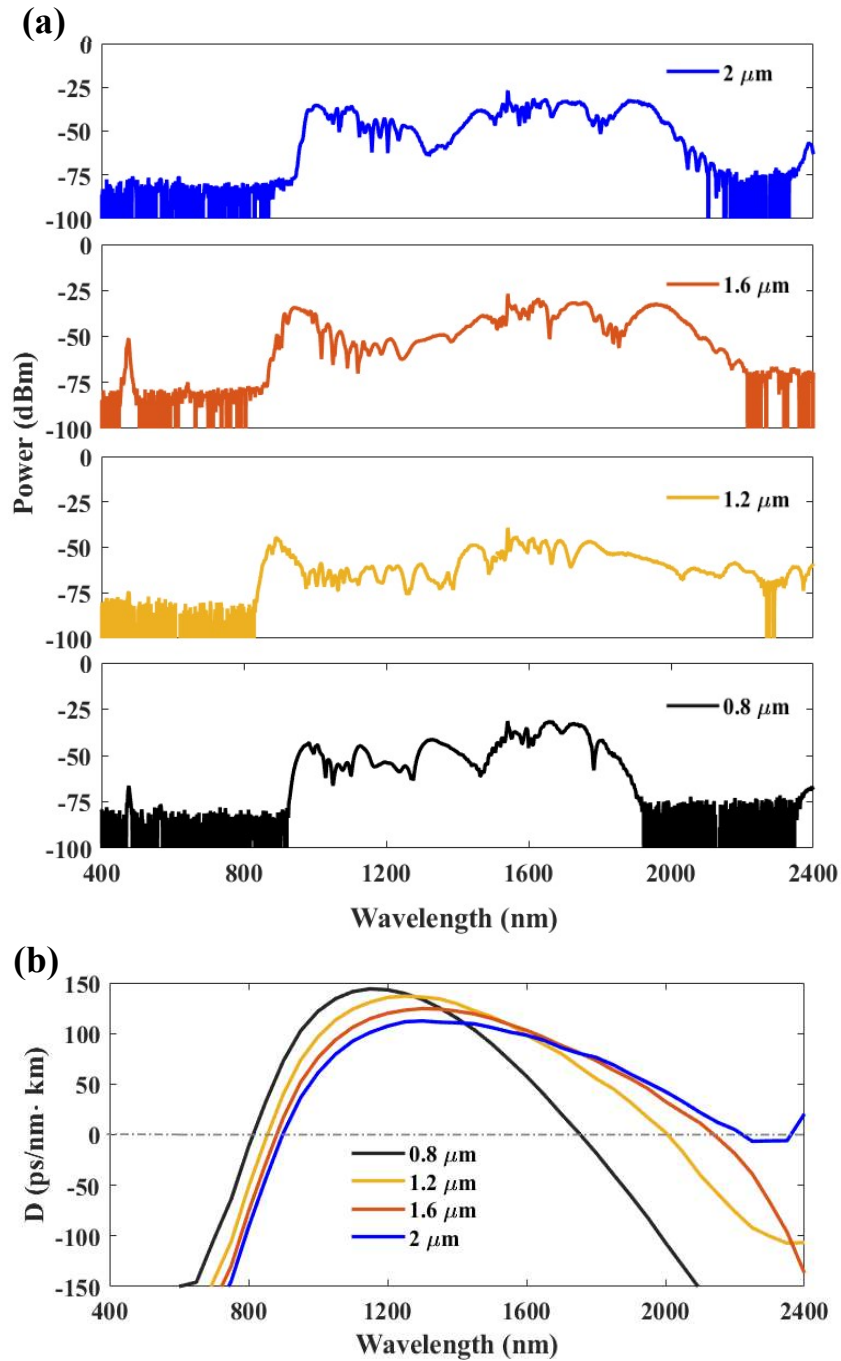 (a)
0
-25
-50
-75
-100
2 μm
0
-25
-50
-75
-100
1.6 μm
Power (dBm)
0
-25
-50
-75
-100
1.2 μm
0
-25
-50
-75
-100
0.8 μm
400 800 1200 1600 2000 2400
Wavelength (nm)
(b)
150
100
50
0
-50
-100
-150
D (ps/nm· km)
0.8 μm
1.2 μm
1.6 μm
2 μm
400 800 1200 1600 2000 2400
Wavelength (nm)